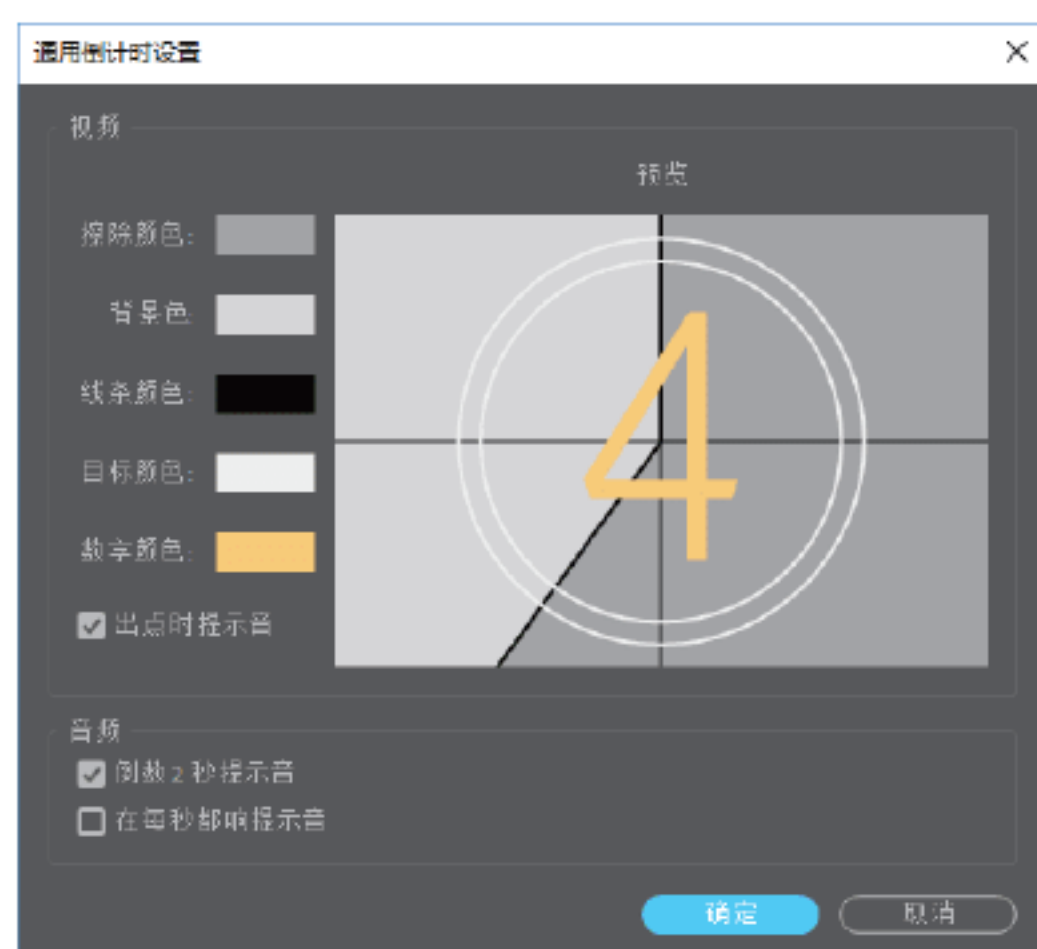 通用倒计时设置
视频
预览
擦除颜色:
背景色:
线条颜色:
目标颜色:
数字颜色:
4
出点时提示音
音频
倒数 2 秒提示音
在每秒都响提示音
确定
取消